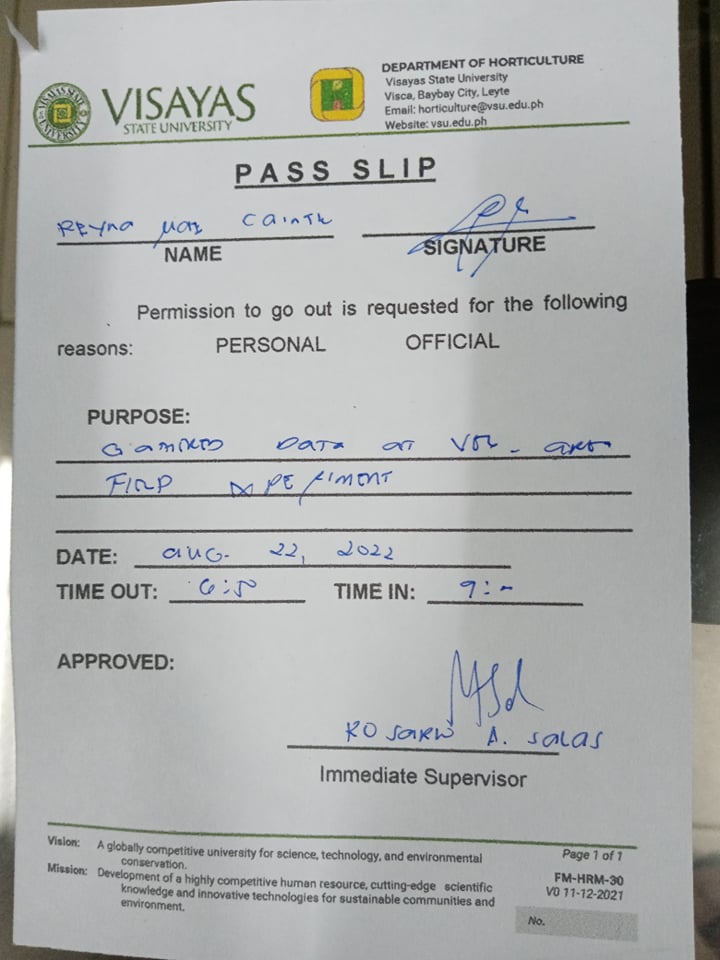 VISAYAS
STATE UNIVERSITY
DEPARTMENT OF HORTICULTURE
Visayas State University
Visca, Baybay City, Leyte
Email: horticulture@vsu.edu.ph
Website: vsu.edu.ph
PASS SLIP
Reyna Mae
NAME
SIGNATURE
Permission to go out is requested for the following
reasons: PERSONAL OFFICIAL
PURPOSE:
DATA at
FIELD EXPERIMENT
DATE: AUG. 22, 2022
TIME OUT: TIME IN: 9:-
APPROVED:
ROSARIO A. SALAS
Immediate Supervisor
Vision: A globally competitive university for science, technology, and environmental
conservation.
Mission: Development of a highly competitive human resource, cutting-edge scientific
knowledge and innovative technologies for sustainable communities and
environment.
Page 1 of 1
FM-HRM-30
V0 11-12-2021
No.